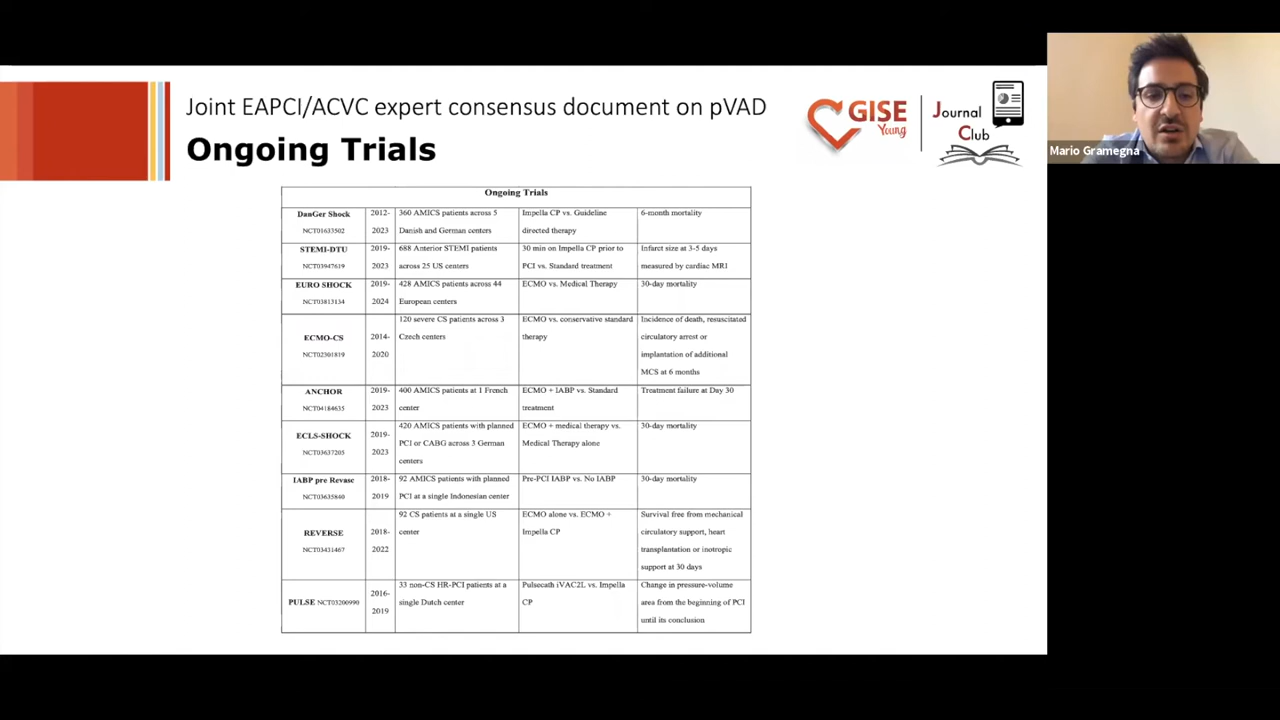 Joint EAPCI/ACVC expert consensus document on pVAD
Ongoing Trials
GISE
Young
Journal
Club
Mario Gramegna
Ongoing Trials
DanGer Shock
NCT01633502
2012-
2023
360 AMICS patients across 5
Danish and German centers
Impella CP vs. Guideline
directed therapy
6-month mortality
STEMI-DTU
NCT03947619
2019-
2023
688 Anterior STEMI patients
across 25 US centers
30 min on Impella CP prior to
PCI vs. Standard treatment
Infarct size at 3-5 days
measured by cardiac MRI
EURO SHOCK
NCT03813134
2019-
2024
428 AMICS patients across 44
European centers
ECMO vs. Medical Therapy
30-day mortality
ECMO-CS
NCT02301819
2014-
2020
120 severe CS patients across 3
Czech centers
ECMO vs. conservative standard
therapy
Incidence of death, resuscitated
circulatory arrest or
implantation of additional
MCS at 6 months
ANCHOR
NCT04184635
2019-
2023
400 AMICS patients at 1 French
center
ECMO + IABP vs. Standard
treatment
Treatment failure at Day 30
ECLS-SHOCK
NCT03637205
2019-
2023
420 AMICS patients with planned
PCI or CABG across 3 German
centers
ECMO + medical therapy vs.
Medical Therapy alone
30-day mortality
IABP pre Revasc
NCT03635840
2018-
2019
92 AMICS patients with planned
PCI at a single Indonesian center
Pre-PCI IABP vs. No IABP
30-day mortality
REVERSE
NCT03431467
2018-
2022
92 CS patients at a single US
center
ECMO alone vs. ECMO +
Impella CP
Survival free from mechanical
circulatory support, heart
transplantation or inotropic
support at 30 days
PULSE NCT03200990
2016-
2019
33 non-CS HR-PCI patients at a
single Dutch center
Pulsecath iVAC2L vs. Impella
CP
Change in pressure-volume
area from the beginning of PCI
until its conclusion